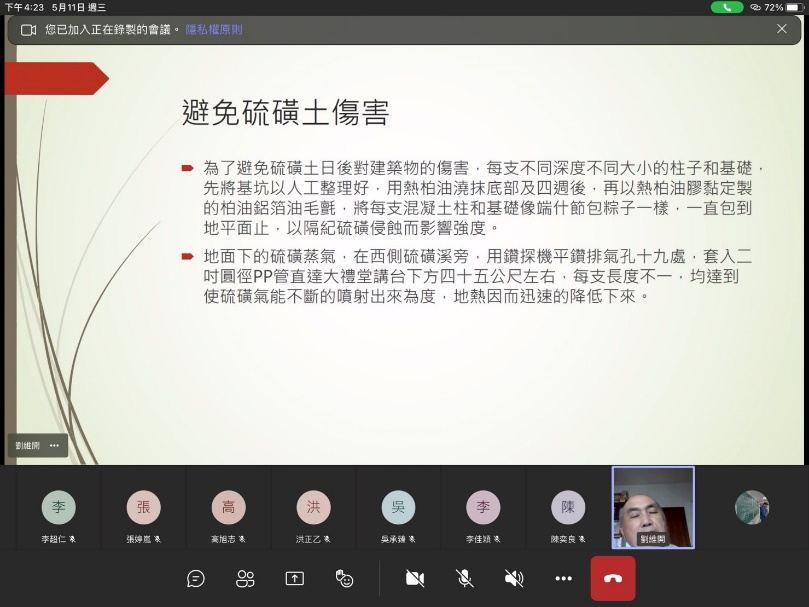 下午4:23 5月11日 週三
72%
您已加入正在錄製的會議。 隱私權原則
避免硫磺土傷害
為了避免硫磺土日後對建築物的傷害，每支不同深度不同大小的柱子和基礎，
先將基坑以人工整理好，用熱柏油澆抹底部及四週後，再以熱柏油膠黏定製
的柏油鋁箔油毛氈，將每支混凝土柱和基礎像端什節包粽子一樣，一直包到
地平面止，以隔紀硫磺侵蝕而影響強度。
地面下的硫磺蒸氣，在西側硫磺溪旁，用鑽探機平鑽排氣孔十九處，套入二
吋圓徑PP管直達大禮堂講台下方四十五公尺左右，每支長度不一，均達到
使硫磺氣能不斷的噴射出來為度，地熱因而迅速的降低下來。
劉維開
李 張 高 洪 吳 李 陳
李超仁 張婷嵐 高旭志 洪正乙 吳承臻 李佳穎 陳奕良 劉維開